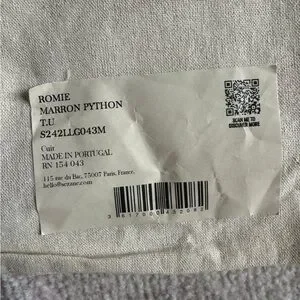 ROMIE
MARRON PYTHON
T.U
S242LLG043M
Cuir
MADE IN PORTUGAL
RN 154 043
115 rue du Bac, 75007 Paris, France.
hello@sezane.com
SCAN ME TO
DISCOVER MORE